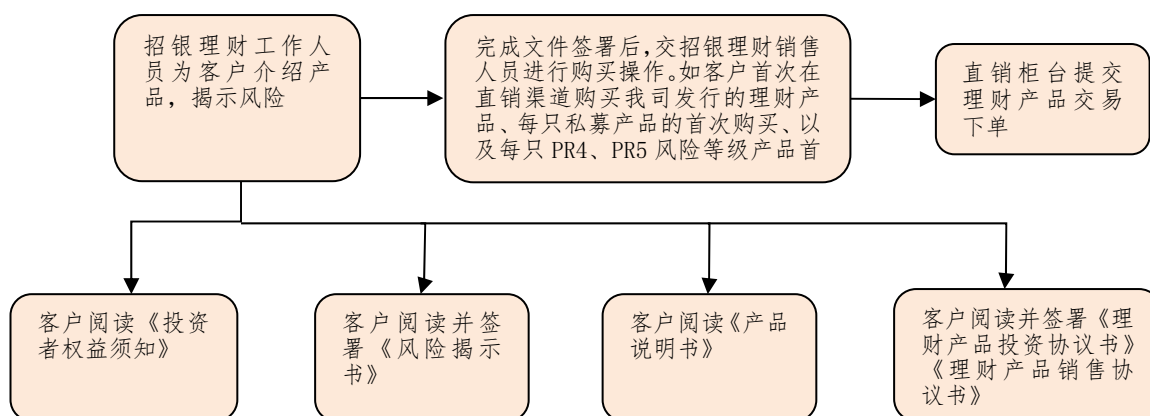 招银理财工作人
员为客户介绍产
品，揭示风险
完成文件签署后，交招银理财销售
人员进行购买操作。如客户首次在
直销渠道购买我司发行的理财产
品、每只私募产品的首次购买、以
及每只 PR4、PR5 风险等级产品首
直销柜台提交
理财产品交易
下单
客户阅读《投资
者权益须知》
客户阅读并签
署《风险揭示
书》
客户阅读《产品
说明书》
客户阅读并签署《理
财产品投资协议书》
《理财产品销售协
议书》